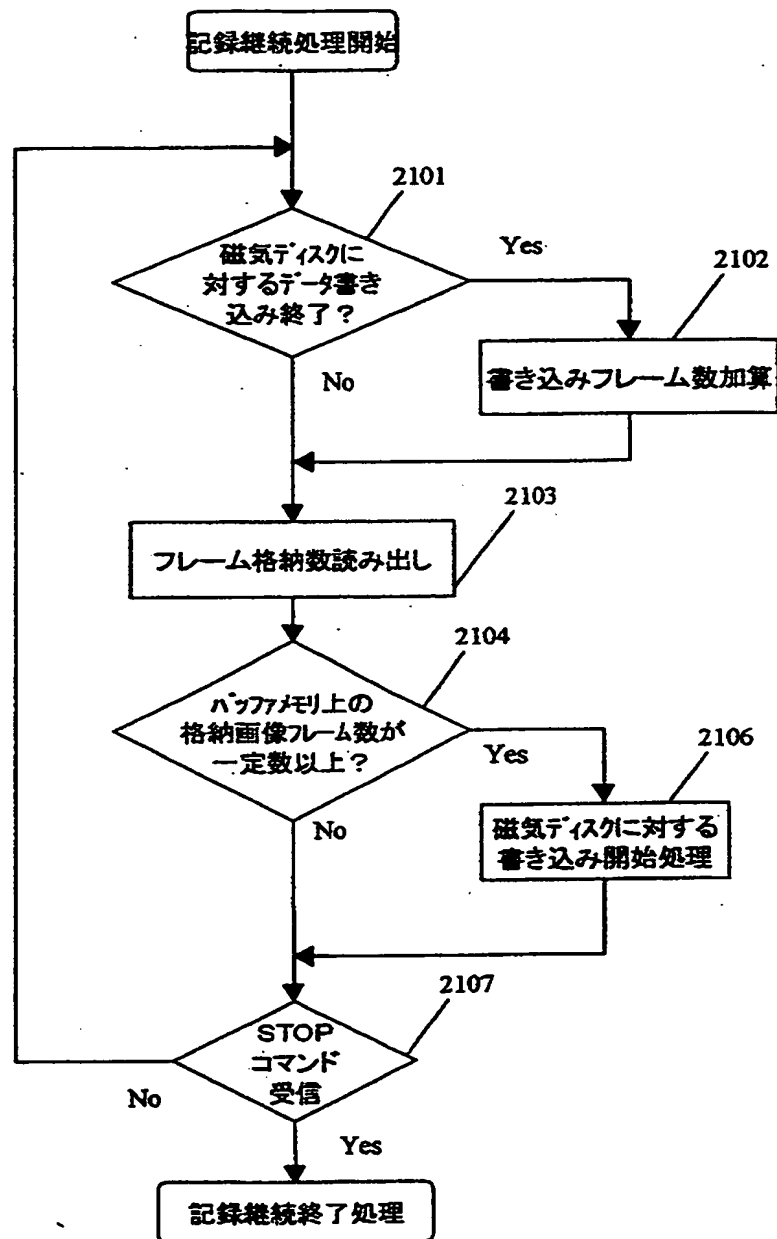 記録継続処理開始
2101
磁気ディスクに
対するデータ書き
込み終了？
Yes
2102
書き込みフレーム数加算
No
2103
フレーム格納数読み出し
2104
バッファメモリ上の
格納画像フレーム数が
一定数以上？
Yes
2106
磁気ディスクに対する
書き込み開始処理
No
2107
STOP
コマンド
受信
No
Yes
記録継続終了処理